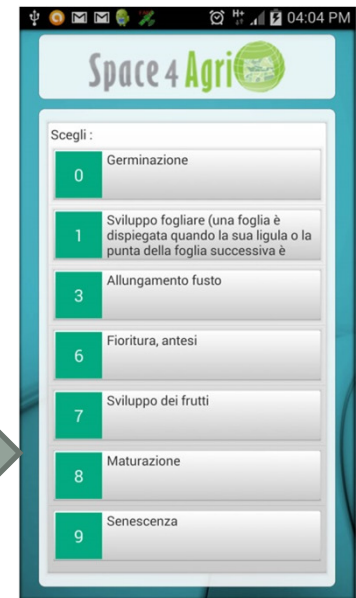 H+ 04:04 PM
Space 4 Agri
Scegli :
0 Germinazione
1 Sviluppo fogliare (una foglia è
dispiegata quando la sua ligula o la
punta della foglia successiva è
3 Allungamento fusto
6 Fioritura, antesi
7 Sviluppo dei frutti
8 Maturazione
9 Senescenza